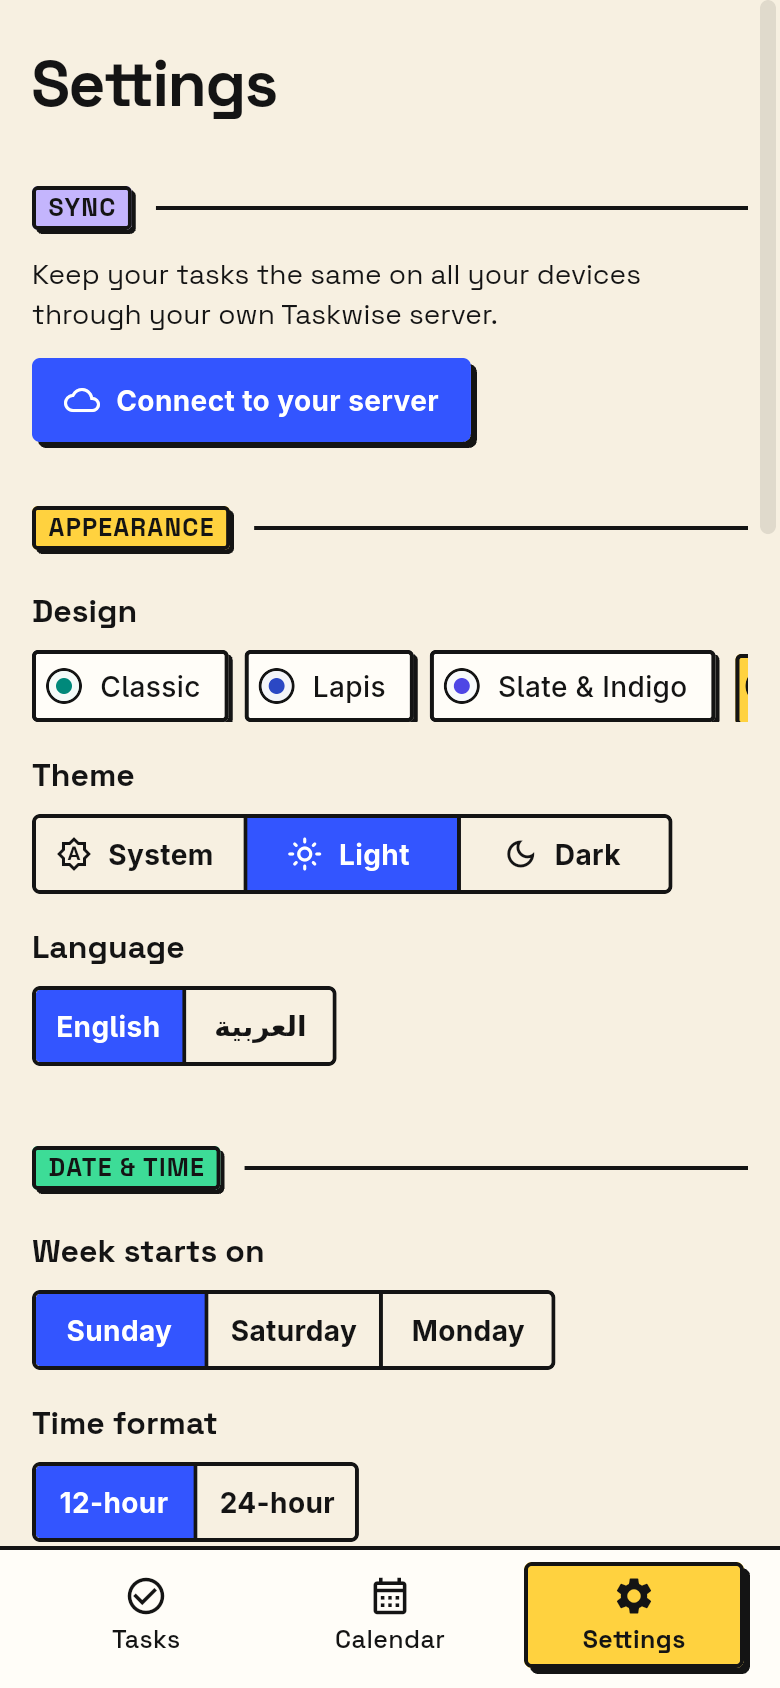 Settings
SYNC
Keep your tasks the same on all your devices
through your own Taskwise server.
Connect to your server
APPEARANCE
Design
Classic Lapis Slate & Indigo
Theme
System Light Dark
Language
English العربية
DATE & TIME
Week starts on
Sunday Saturday Monday
Time format
12-hour 24-hour
Tasks Calendar Settings